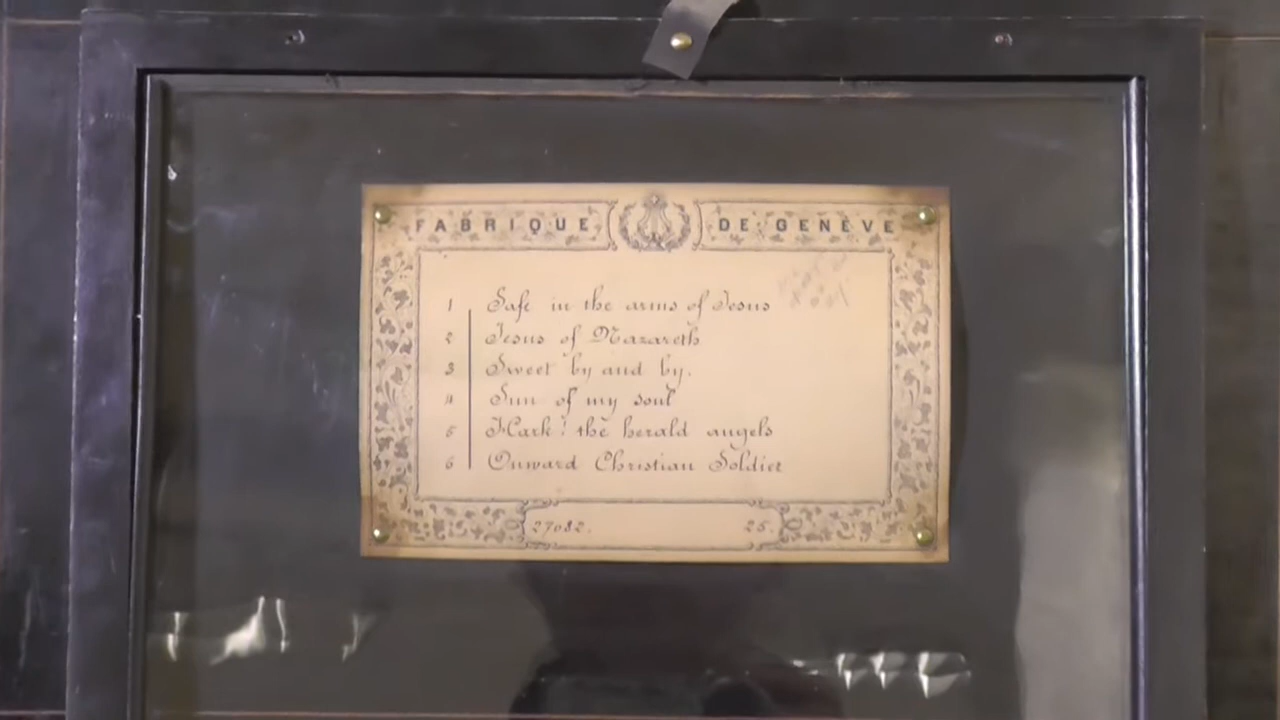 FABRIQUE DE GENÈVE
1 Safe in the arms of Jesus
2 Jesus of Nazareth
3 Sweet by and by.
4 Sun of my soul
5 Hark! the herald angels
6 Onward Christian Soldier
27082. 25.